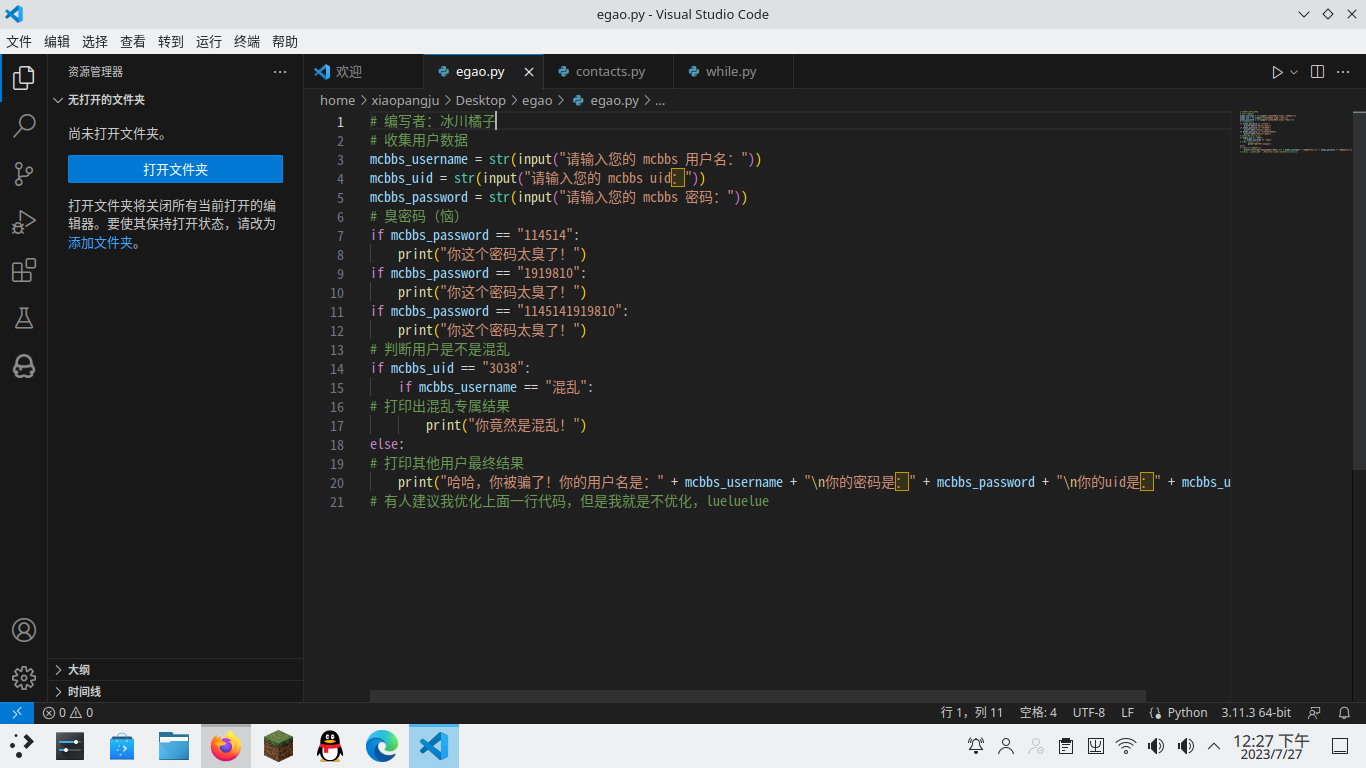 egao.py - Visual Studio Code
文件 编辑 选择 查看 转到 运行 终端 帮助
资源管理器
无打开的文件夹
尚未打开文件夹。
打开文件夹
打开文件夹将关闭所有当前打开的编
辑器。要使其保持打开状态，请改为
添加文件夹。
大纲
时间线
欢迎 egao.py contacts.py while.py
home > xiaopangju > Desktop > egao > egao.py > ...
1 # 编写者：冰川橘子
2 # 收集用户数据
3 mcbbs_username = str(input("请输入您的 mcbbs 用户名："))
4 mcbbs_uid = str(input("请输入您的 mcbbs uid："))
5 mcbbs_password = str(input("请输入您的 mcbbs 密码："))
6 # 臭密码（恼）
7 if mcbbs_password == "114514":
8     print("你这个密码太臭了！")
9 if mcbbs_password == "1919810":
10     print("你这个密码太臭了！")
11 if mcbbs_password == "1145141919810":
12     print("你这个密码太臭了！")
13 # 判断用户是不是混乱
14 if mcbbs_uid == "3038":
15     if mcbbs_username == "混乱":
16 # 打印出混乱专属结果
17         print("你竟然是混乱！")
18 else:
19 # 打印其他用户最终结果
20     print("哈哈，你被骗了！你的用户名是：" + mcbbs_username + "\n你的密码是：" + mcbbs_password + "\n你的uid是：" + mcbbs_u
21 # 有人建议我优化上面一行代码，但是我就是不优化，lueluelue
0 0 行 1，列 11 空格: 4 UTF-8 LF Python 3.11.3 64-bit
12:27 下午
2023/7/27